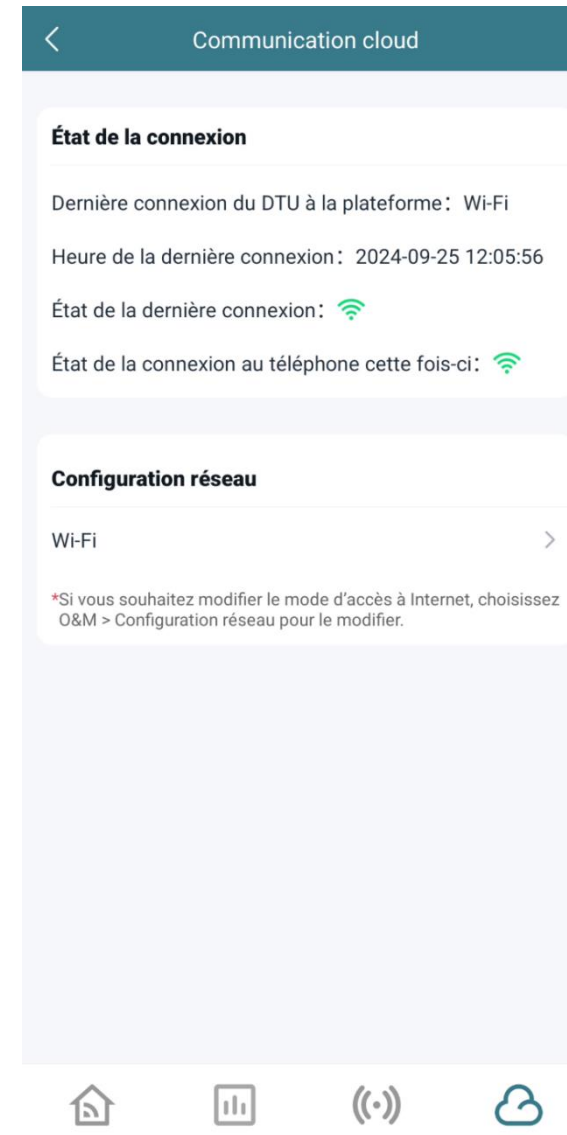 Communication cloud
État de la connexion
Dernière connexion du DTU à la plateforme： Wi-Fi
Heure de la dernière connexion： 2024-09-25 12:05:56
État de la dernière connexion：
État de la connexion au téléphone cette fois-ci：
Configuration réseau
Wi-Fi
*Si vous souhaitez modifier le mode d’accès à Internet, choisissez
O&M > Configuration réseau pour le modifier.